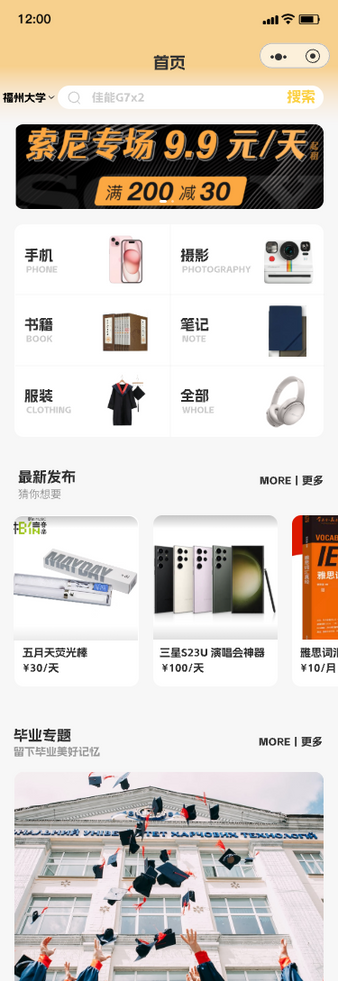 12:00
首页
福州大学
佳能G7x2
搜索
索尼专场 9.9 元/天 起租
满 200 减 30
手机
PHONE
摄影
PHOTOGRAPHY
书籍
BOOK
笔记
NOTE
服装
CLOTHING
全部
WHOLE
最新发布
猜你想要
MORE | 更多
MAYDAY
五月天荧光棒
¥30/天
三星S23U 演唱会神器
¥100/天
VOCAB
IE
雅思词
¥10/月
毕业专题
留下毕业美好记忆
MORE | 更多